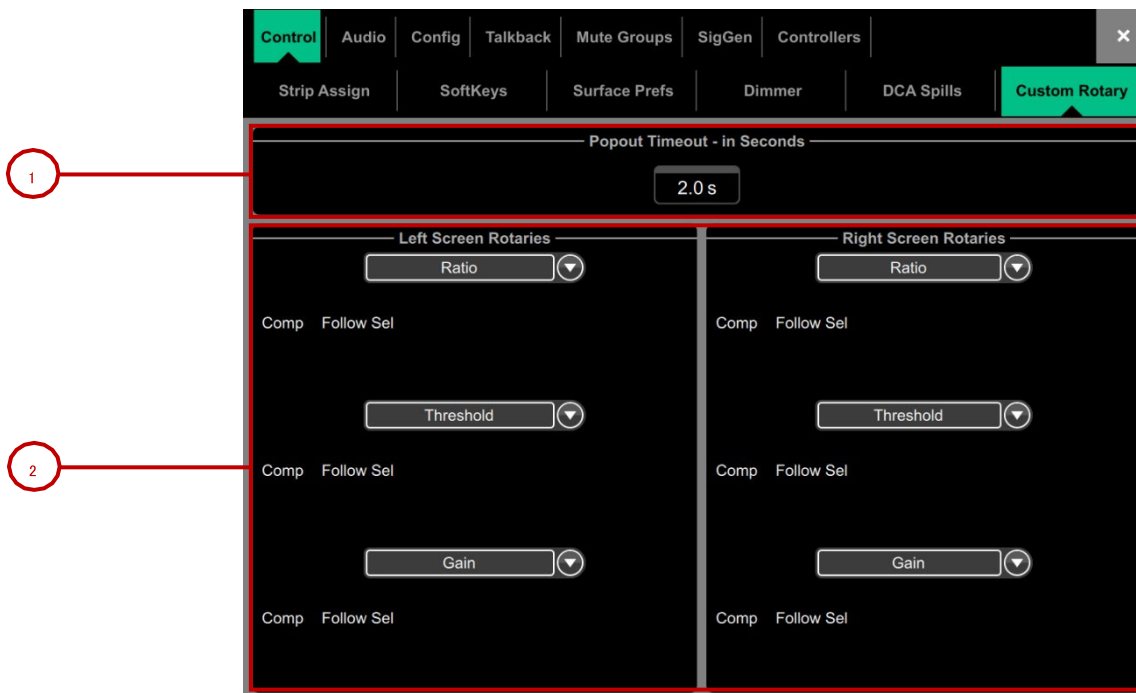 Control Audio Config Talkback Mute Groups SigGen Controllers ×
Strip Assign SoftKeys Surface Prefs Dimmer DCA Spills Custom Rotary
Popout Timeout - in Seconds
1
2.0 s
Left Screen Rotaries
Ratio
Comp Follow Sel
Threshold
2
Comp Follow Sel
Gain
Comp Follow Sel
Right Screen Rotaries
Ratio
Comp Follow Sel
Threshold
Comp Follow Sel
Gain
Comp Follow Sel